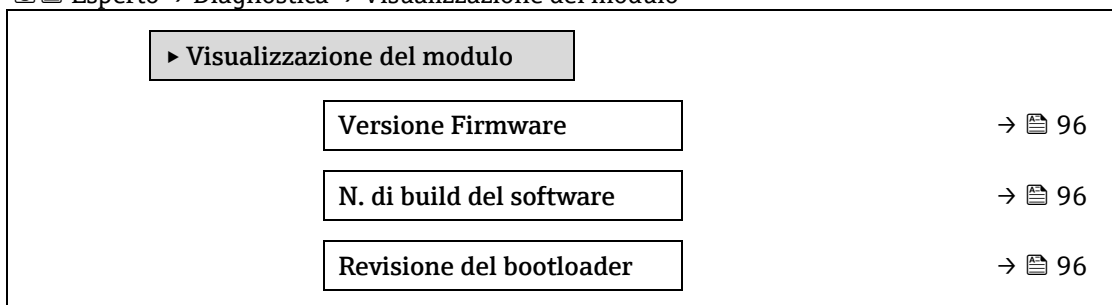 Esperto → Diagnostica → Visualizzazione del modulo
▸ Visualizzazione del modulo
Versione Firmware → 96
N. di build del software → 96
Revisione del bootloader → 96